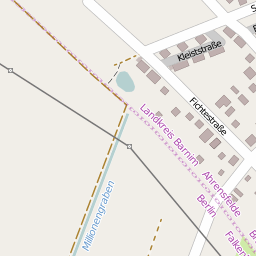 Kleiststraße
Fichtestraße
Landkreis Barnim
Ahrensfelde
Berlin
Millionengraben
Falken